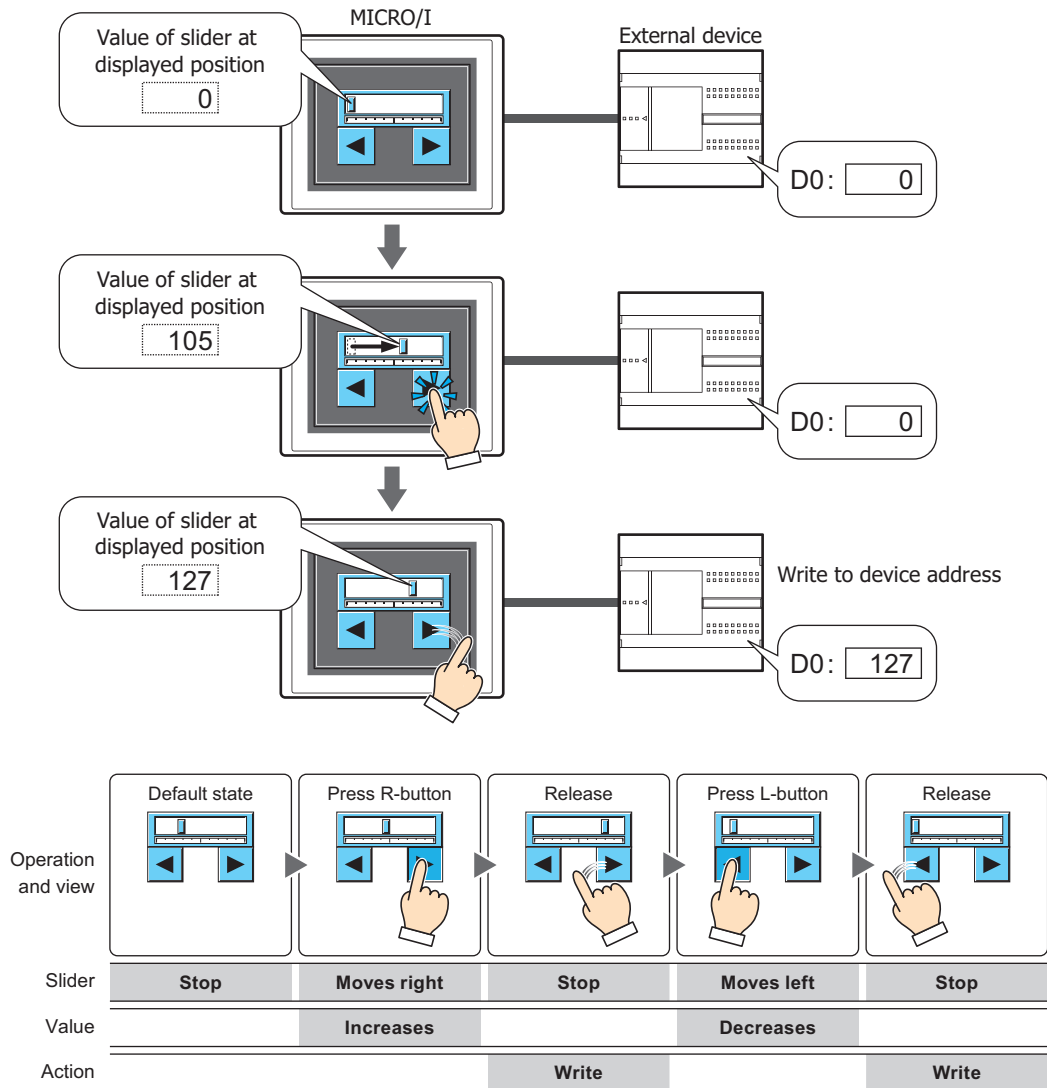 MICRO/I
Value of slider at
displayed position
0
External device
D0: 0
Value of slider at
displayed position
105
D0: 0
Value of slider at
displayed position
127
Write to device address
D0: 127
Default state
Press R-button
Release
Press L-button
Release
Operation
and view
Slider Stop Moves right Stop Moves left Stop
Value Increases Decreases
Action Write Write